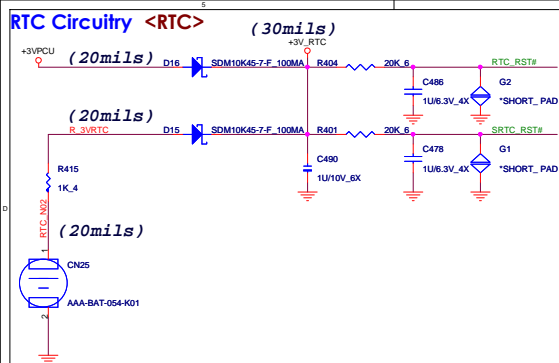 5
RTC Circuitry <RTC>
(30mils)
+3V_RTC
+3VPCU
(20mils)
D16
SDM10K45-7-F_100MA
R404
20K_6
RTC_RST#
C486
1U/6.3V_4X
G2
*SHORT_ PAD
(20mils)
R_3VRTC
D15
SDM10K45-7-F_100MA
R401
20K_6
SRTC_RST#
R415
1K_4
C490
1U/10V_6X
C478
1U/6.3V_4X
G1
*SHORT_ PAD
D
RTC_N02
(20mils)
1
CN25
AAA-BAT-054-K01
2